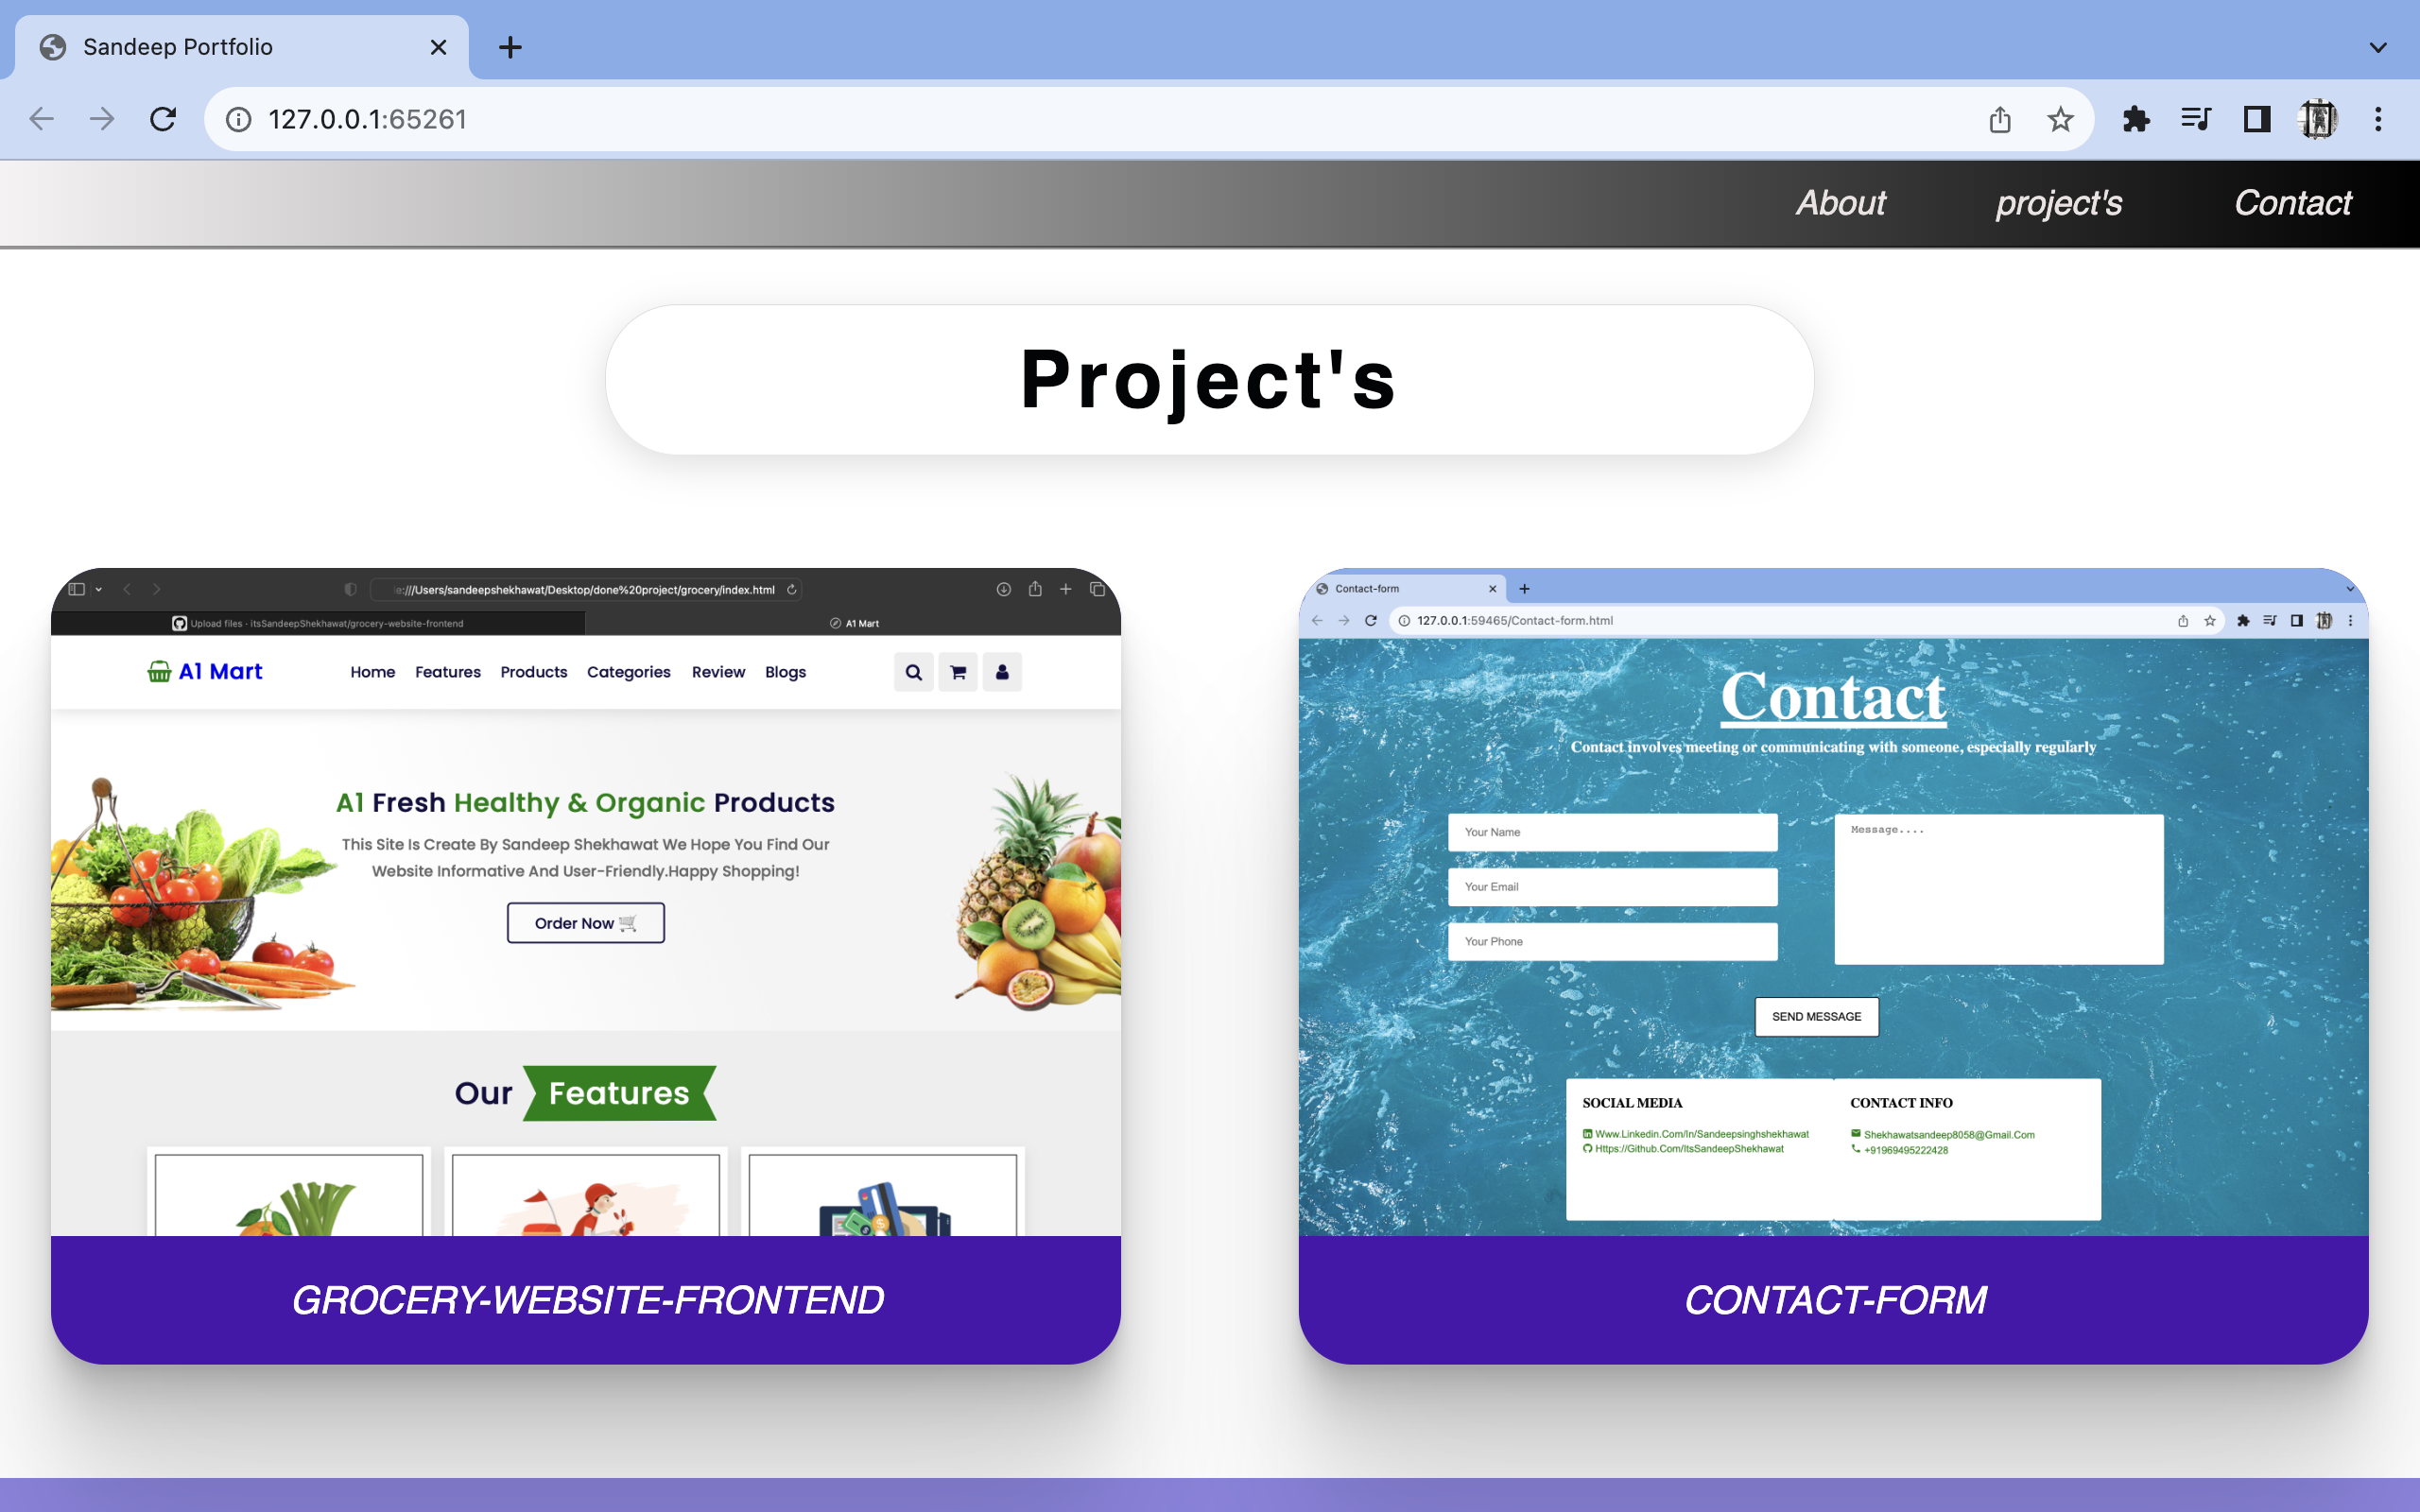 Sandeep Portfolio
127.0.0.1:65261
About project's Contact
Project's
e:///Users/sandeepshekhawat/Desktop/done%20project/grocery/index.html
Upload files · itsSandeepShekhawat/grocery-website-frontend
A1 Mart
A1 Mart
Home Features Products Categories Review Blogs
A1 Fresh Healthy & Organic Products
This Site Is Create By Sandeep Shekhawat We Hope You Find Our
Website Informative And User-Friendly.Happy Shopping!
Order Now
Our Features
GROCERY-WEBSITE-FRONTEND
Contact-form
127.0.0.1:59465/Contact-form.html
Contact
Contact involves meeting or communicating with someone, especially regularly
Your Name
Message....
Your Email
Your Phone
SEND MESSAGE
SOCIAL MEDIA
Www.Linkedin.Com/In/Sandeepsinghshekhawat
Https://Github.Com/ItsSandeepShekhawat
CONTACT INFO
Shekhawatsandeep8058@Gmail.Com
+91969495222428
CONTACT-FORM